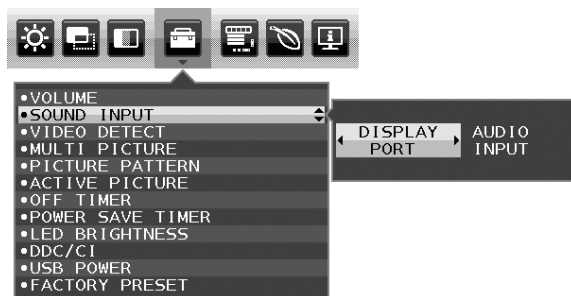 •VOLUME
•SOUND INPUT
•VIDEO DETECT
•MULTI PICTURE
•PICTURE PATTERN
•ACTIVE PICTURE
•OFF TIMER
•POWER SAVE TIMER
•LED BRIGHTNESS
•DDC/CI
•USB POWER
•FACTORY PRESET
DISPLAY AUDIO
PORT INPUT